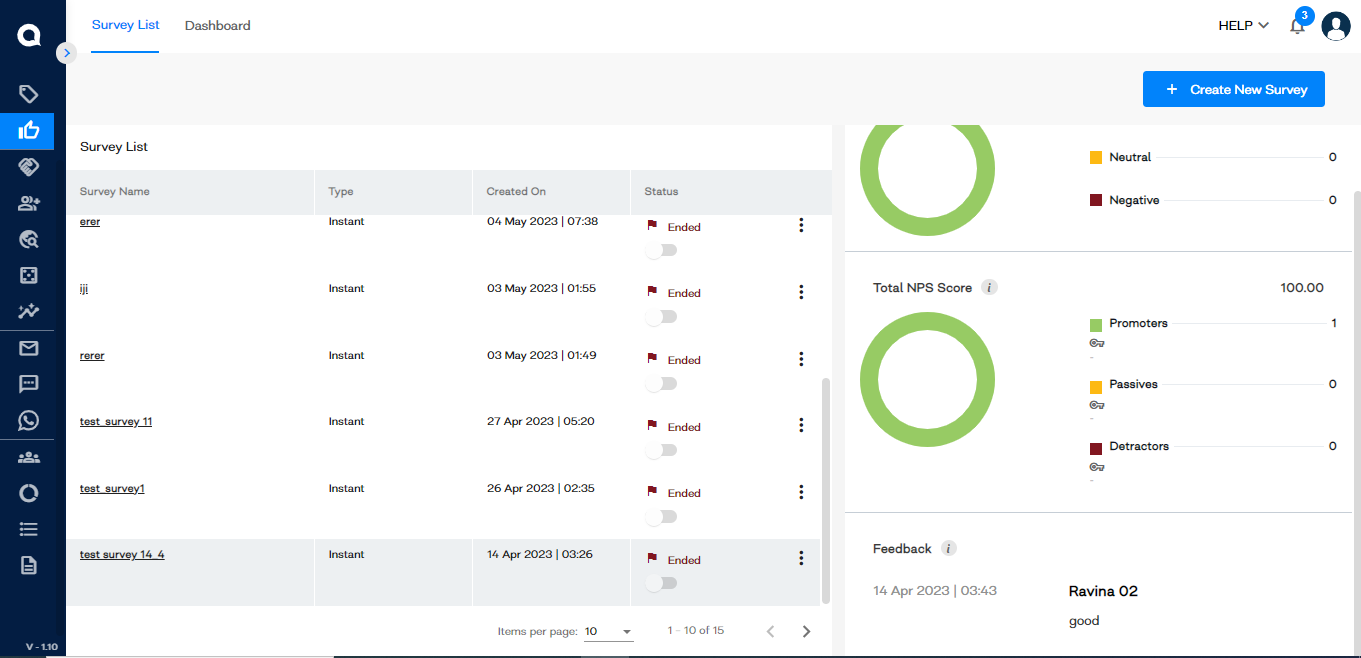 Survey List
Dashboard
HELP
3
+ Create New Survey
Survey List
Survey Name Type Created On Status
erer Instant 04 May 2023 | 07:38 Ended
iji Instant 03 May 2023 | 01:55 Ended
rerer Instant 03 May 2023 | 01:49 Ended
test_survey 11 Instant 27 Apr 2023 | 05:20 Ended
test_survey1 Instant 26 Apr 2023 | 02:35 Ended
test survey 14_4 Instant 14 Apr 2023 | 03:26 Ended
Items per page: 10 1 - 10 of 15
Neutral 0
Negative 0
Total NPS Score i 100.00
Promoters 1
-
Passives 0
-
Detractors 0
-
Feedback i
14 Apr 2023 | 03:43 Ravina 02
good
V - 1.10